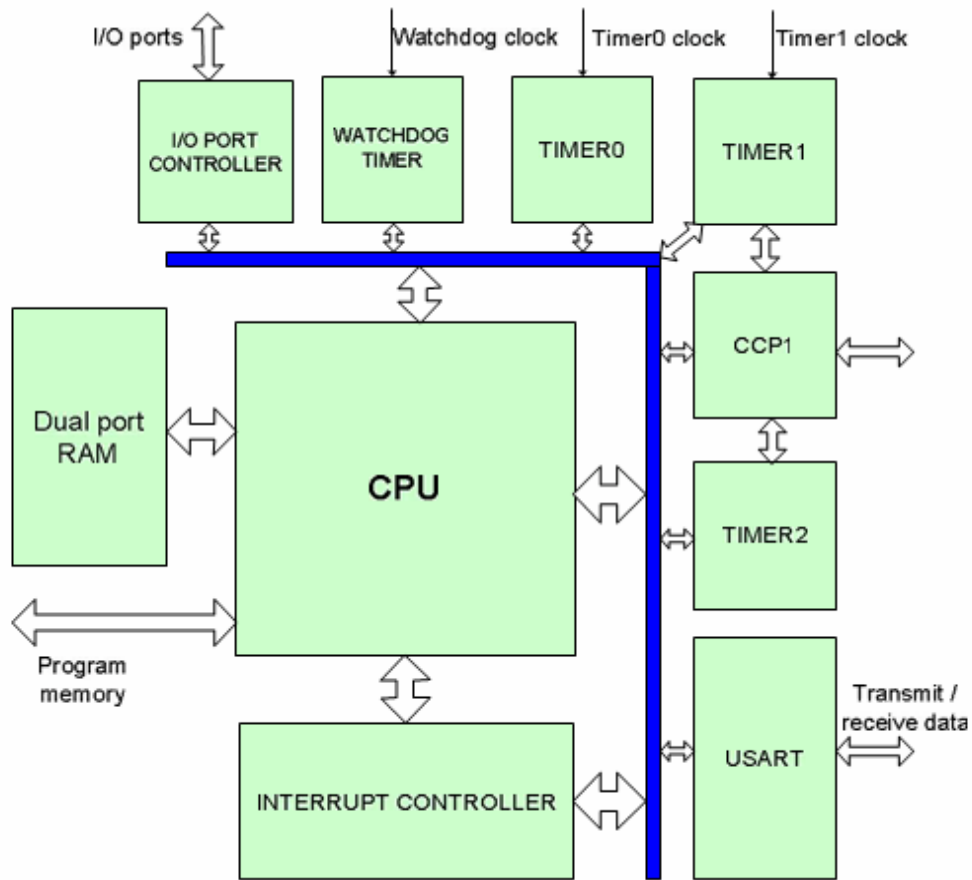 I/O ports
Watchdog clock
Timer0 clock
Timer1 clock
I/O PORT
CONTROLLER
WATCHDOG
TIMER
TIMER0
TIMER1
Dual port
RAM
CPU
CCP1
TIMER2
Program
memory
INTERRUPT CONTROLLER
USART
Transmit /
receive data